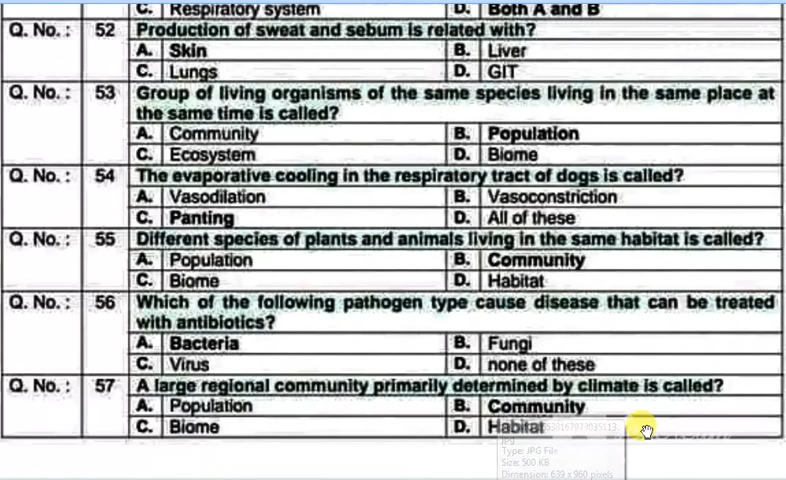 C. Respiratory system D. Both A and B
Q. No. : 52 Production of sweat and sebum is related with?
A. Skin B. Liver
C. Lungs D. GIT
Q. No. : 53 Group of living organisms of the same species living in the same place at
the same time is called?
A. Community B. Population
C. Ecosystem D. Biome
Q. No. : 54 The evaporative cooling in the respiratory tract of dogs is called?
A. Vasodilation B. Vasoconstriction
C. Panting D. All of these
Q. No. : 55 Different species of plants and animals living in the same habitat is called?
A. Population B. Community
C. Biome D. Habitat
Q. No. : 56 Which of the following pathogen type cause disease that can be treated
with antibiotics?
A. Bacteria B. Fungi
C. Virus D. none of these
Q. No. : 57 A large regional community primarily determined by climate is called?
A. Population B. Community
C. Biome D. Habitat
Type: JPG File
Size: 500 KB
Dimension: 639 x 960 pixels